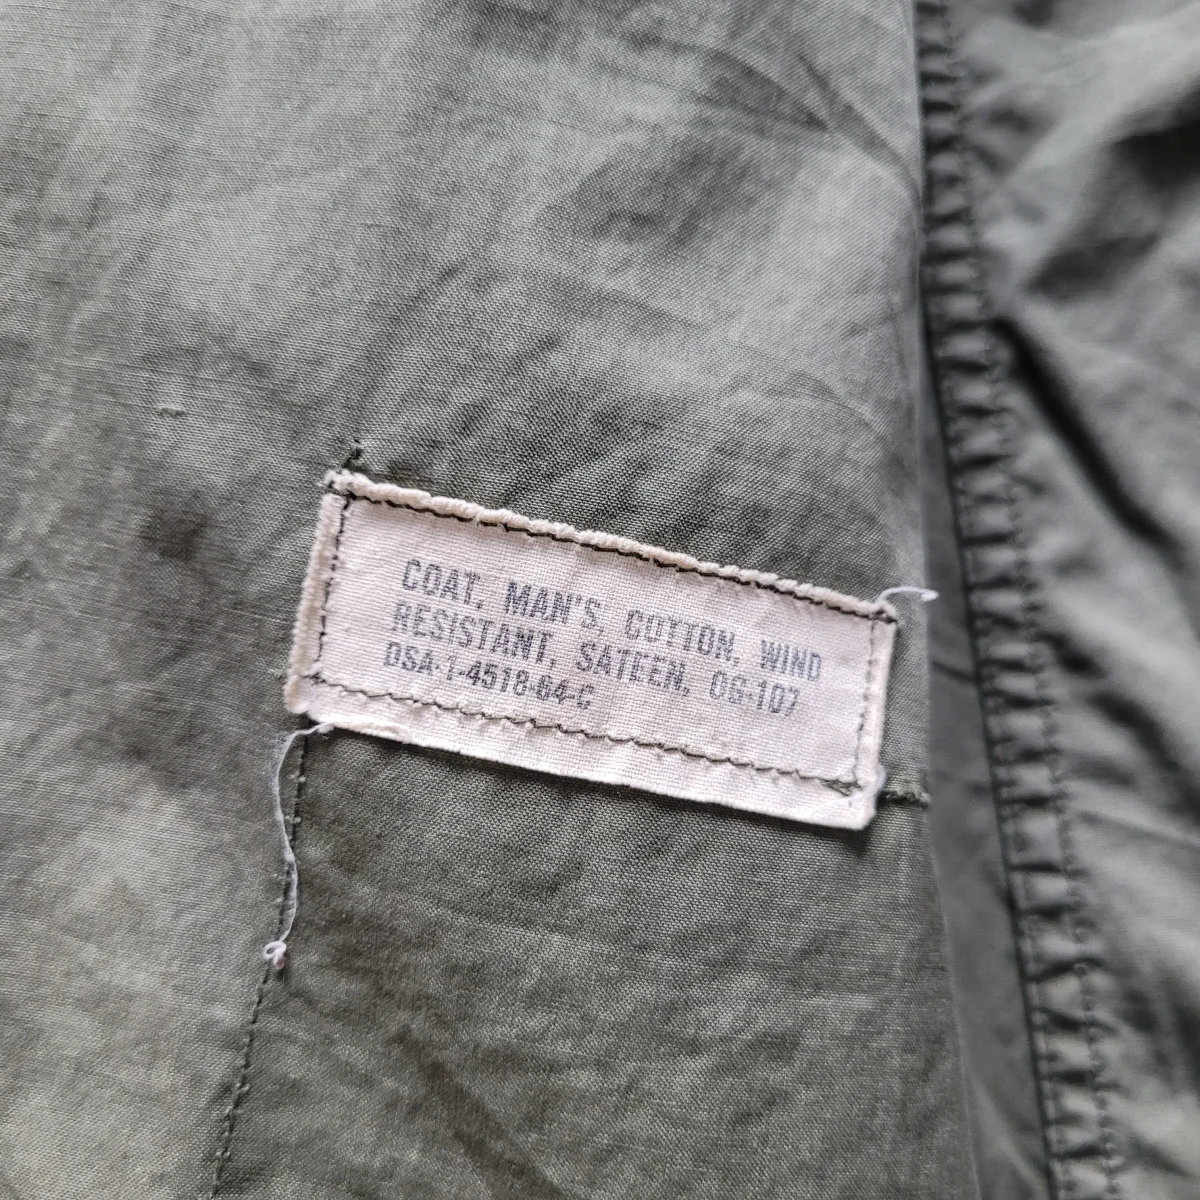 COAT, MAN'S, COTTON, WIND
RESISTANT, SATEEN, OG-107
DSA-1-4518-64-C